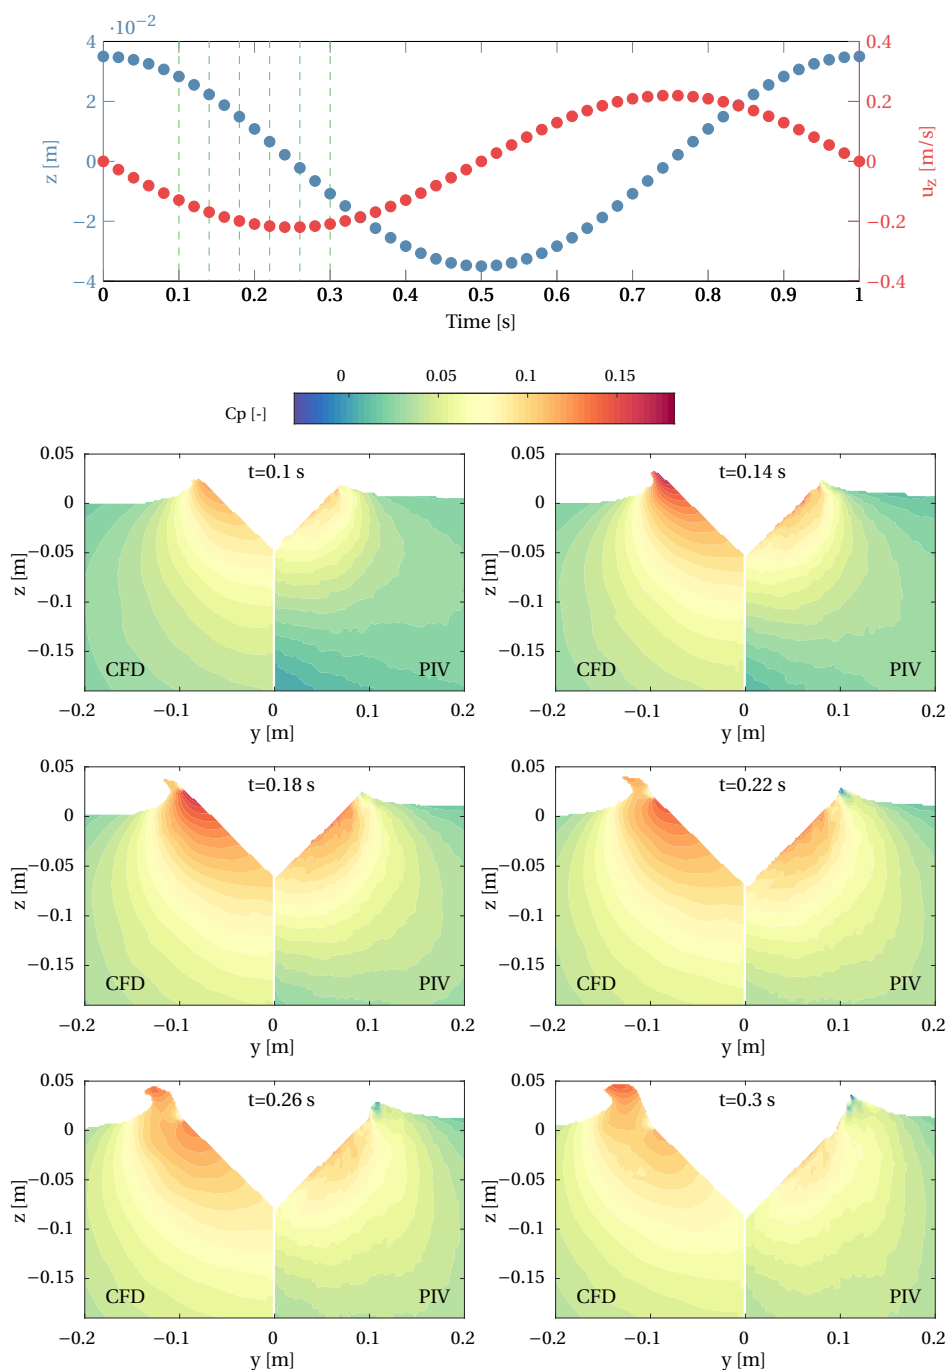 ·10−2
4 0.4
2 0.2
0 0
−2 −0.2
−4 −0.4
z [m]
uz [m/s]
0 0.1 0.2 0.3 0.4 0.5 0.6 0.7 0.8 0.9 1
Time [s]
0 0.05 0.1 0.15
Cp [-]
0.05
0
−0.05
−0.1
−0.15
z [m]
t=0.1 s
CFD PIV
−0.2 −0.1 0 0.1 0.2
y [m]
0.05
0
−0.05
−0.1
−0.15
z [m]
t=0.14 s
CFD PIV
−0.2 −0.1 0 0.1 0.2
y [m]
0.05
0
−0.05
−0.1
−0.15
z [m]
t=0.18 s
CFD PIV
−0.2 −0.1 0 0.1 0.2
y [m]
0.05
0
−0.05
−0.1
−0.15
z [m]
t=0.22 s
CFD PIV
−0.2 −0.1 0 0.1 0.2
y [m]
0.05
0
−0.05
−0.1
−0.15
z [m]
t=0.26 s
CFD PIV
−0.2 −0.1 0 0.1 0.2
y [m]
0.05
0
−0.05
−0.1
−0.15
z [m]
t=0.3 s
CFD PIV
−0.2 −0.1 0 0.1 0.2
y [m]